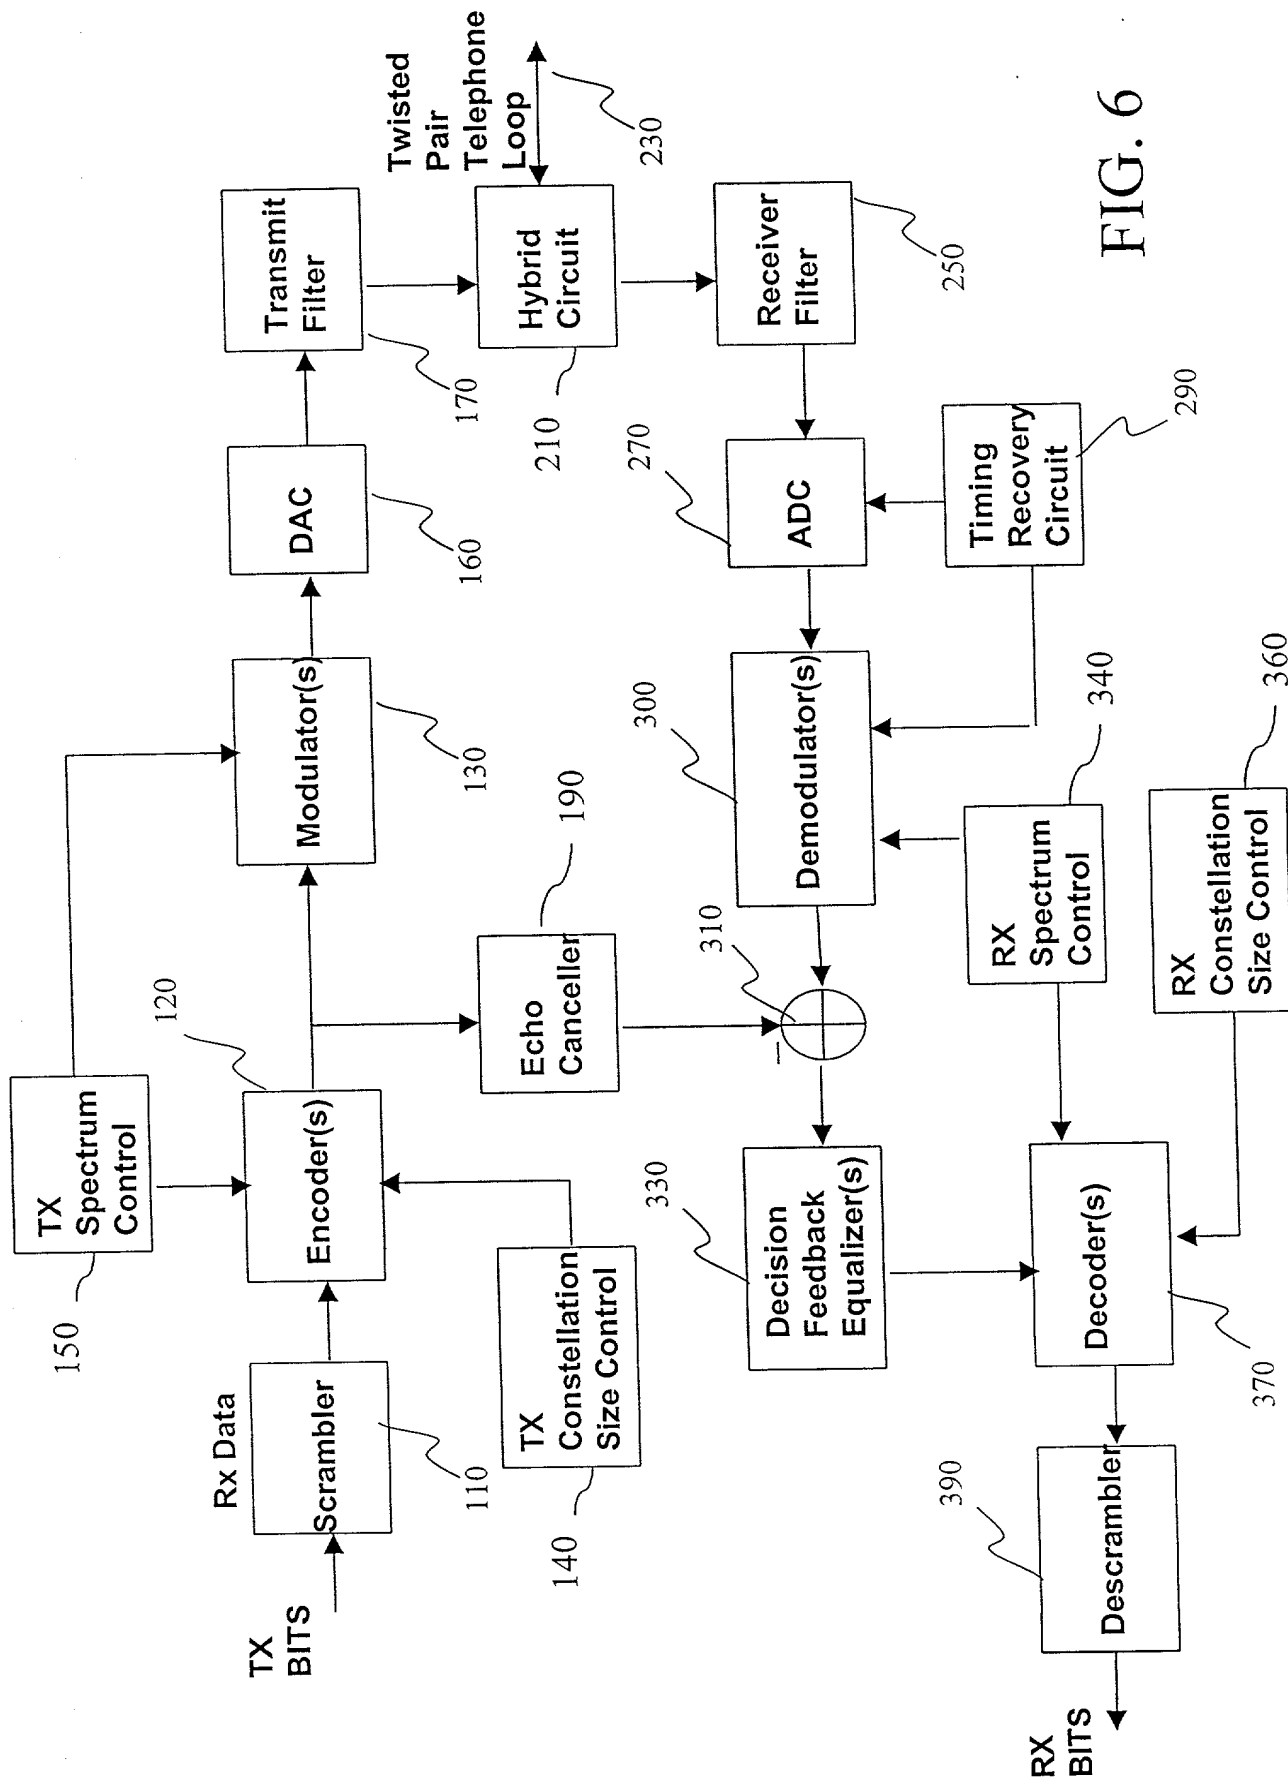 TX
Spectrum
Control
150
120
TX
BITS
Rx Data
Scrambler
110
Encoder(s)
Modulator(s)
130
DAC
160
Transmit
Filter
170
TX
Constellation
Size Control
140
Echo
Canceller
190
Hybrid
Circuit
210
Twisted
Pair
Telephone
Loop
230
Decision
Feedback
Equalizer(s)
330
310
–
Demodulator(s)
300
ADC
270
Receiver
Filter
250
RX
Spectrum
Control
340
Timing
Recovery
Circuit
290
RX
BITS
Descrambler
390
Decoder(s)
370
RX
Constellation
Size Control
360
FIG. 6